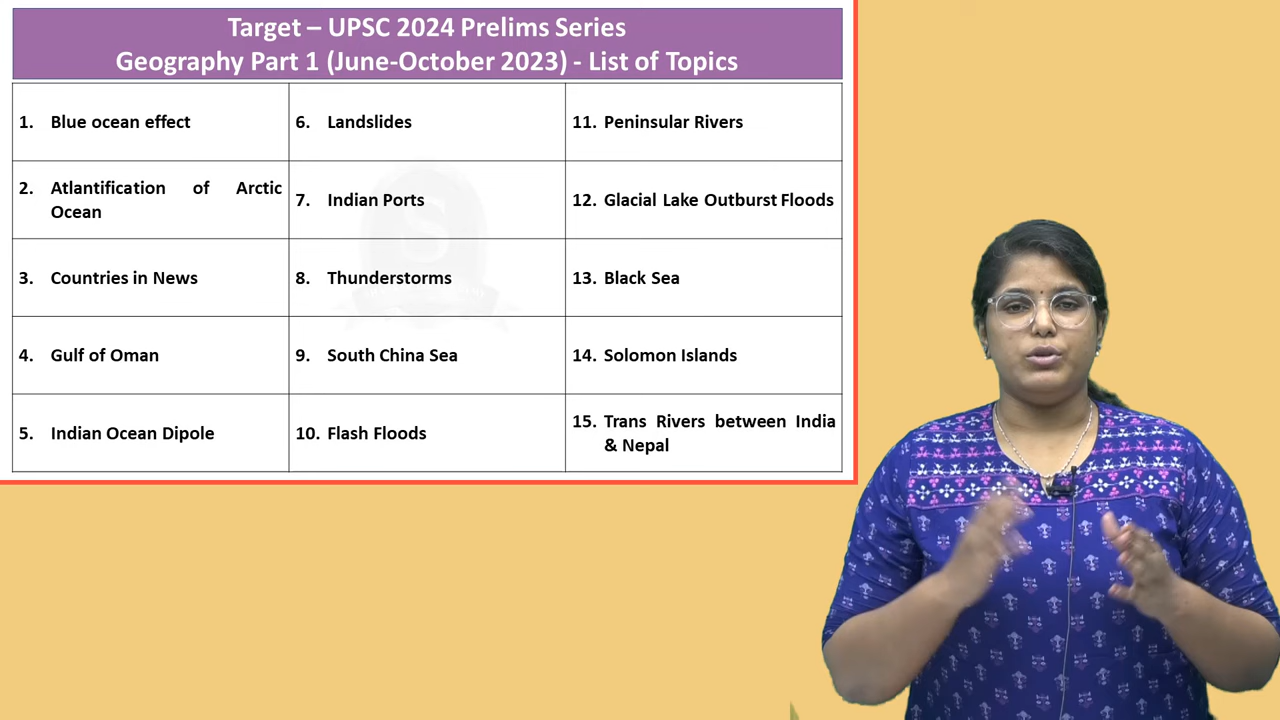 Target – UPSC 2024 Prelims Series
Geography Part 1 (June-October 2023) - List of Topics
1. Blue ocean effect
2. Atlantification of Arctic
Ocean
3. Countries in News
4. Gulf of Oman
5. Indian Ocean Dipole
6. Landslides
7. Indian Ports
8. Thunderstorms
9. South China Sea
10. Flash Floods
11. Peninsular Rivers
12. Glacial Lake Outburst Floods
13. Black Sea
14. Solomon Islands
15. Trans Rivers between India
& Nepal